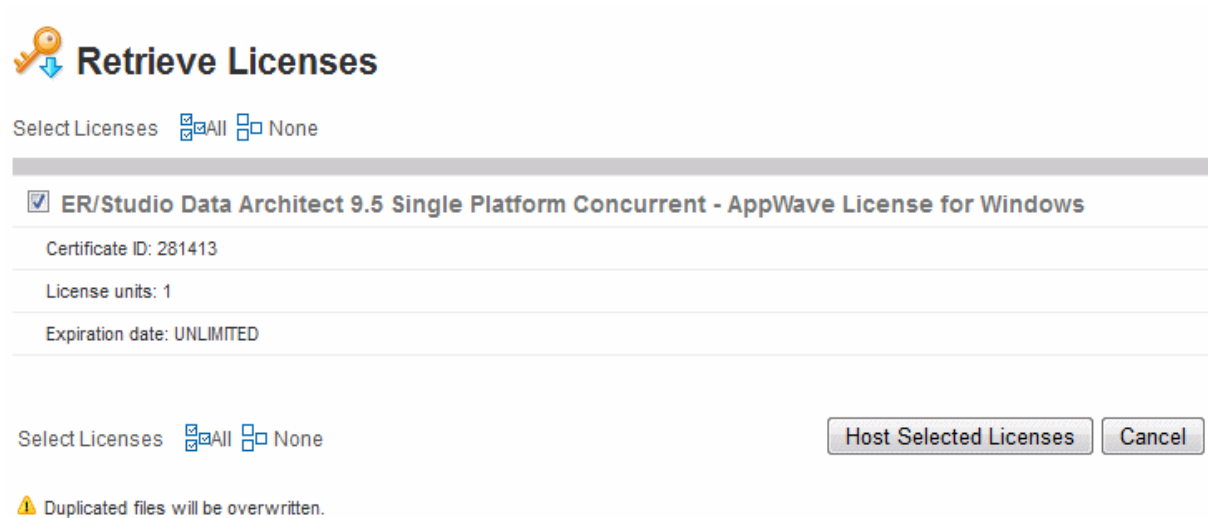 Retrieve Licenses
Select Licenses All None
ER/Studio Data Architect 9.5 Single Platform Concurrent - AppWave License for Windows
Certificate ID: 281413
License units: 1
Expiration date: UNLIMITED
Select Licenses All None Host Selected Licenses Cancel
Duplicated files will be overwritten.